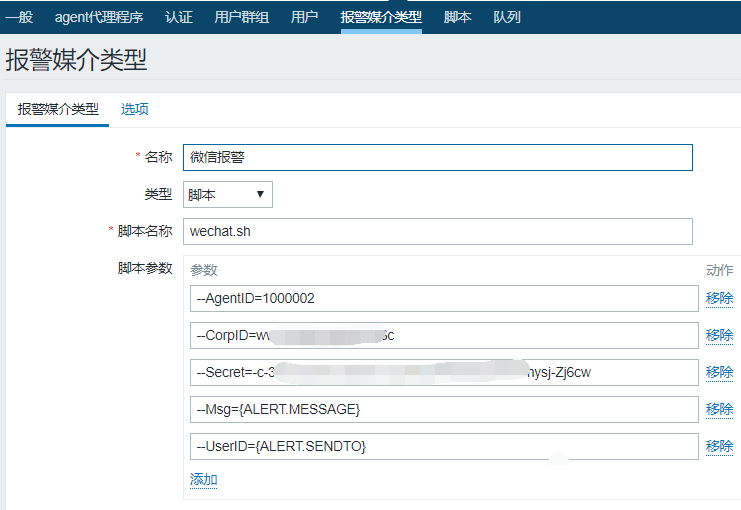 一般 agent代理程序 认证 用户群组 用户 报警媒介类型 脚本 队列
报警媒介类型
报警媒介类型 选项
* 名称 微信报警
类型 脚本
* 脚本名称 wechat.sh
脚本参数 参数 动作
--AgentID=1000002 移除
--CorpID=w 移除
--Secret=-c-3 ysj-Zj6cw 移除
--Msg={ALERT.MESSAGE} 移除
--UserID={ALERT.SENDTO} 移除
添加